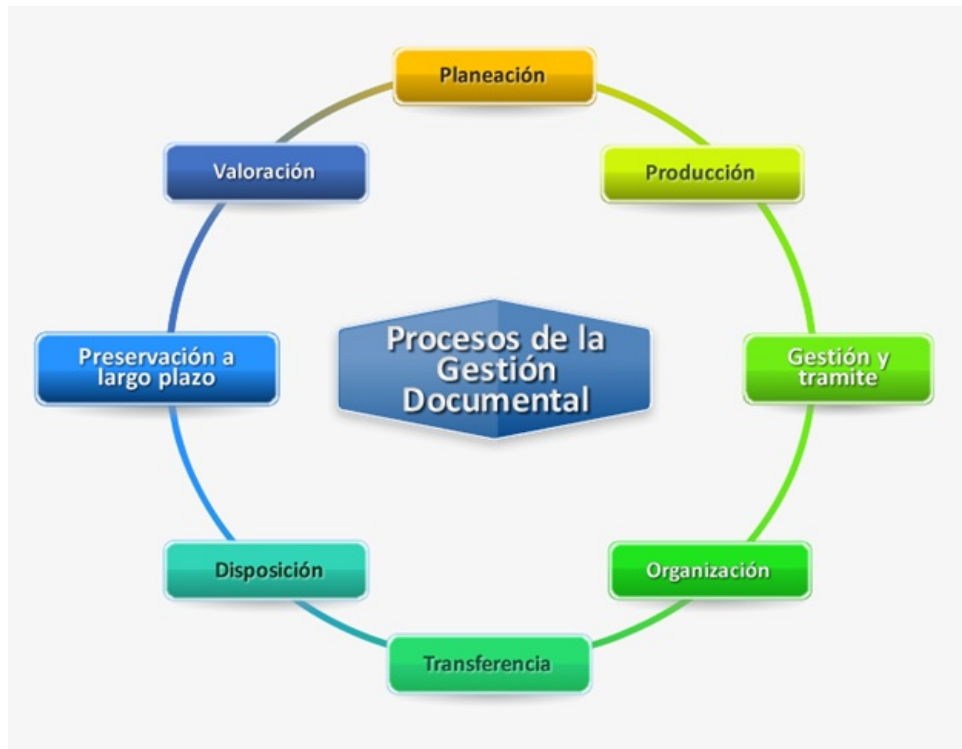 Planeación
Valoración
Producción
Procesos de la
Gestión
Documental
Preservación a
largo plazo
Gestión y
tramite
Disposición
Organización
Transferencia